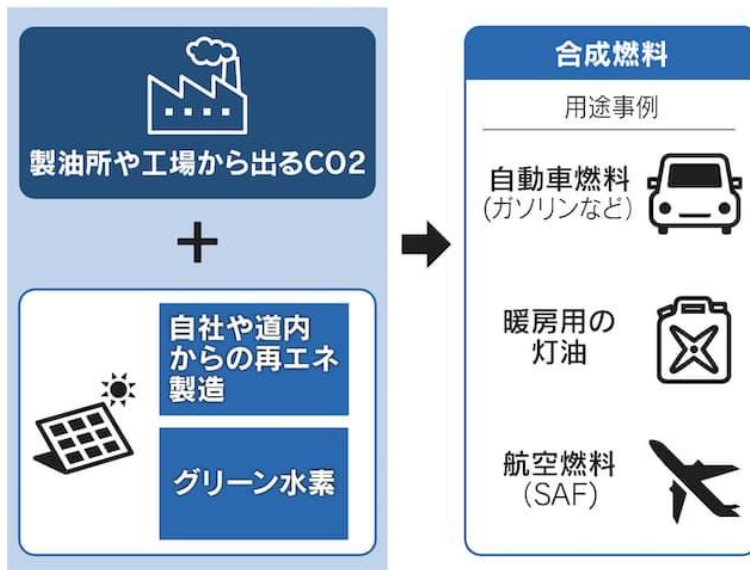 製油所や工場から出るCO2
+
自社や道内
からの再エネ
製造
グリーン水素
合成燃料
用途事例
自動車燃料
(ガソリンなど)
暖房用の
灯油
航空燃料
(SAF)